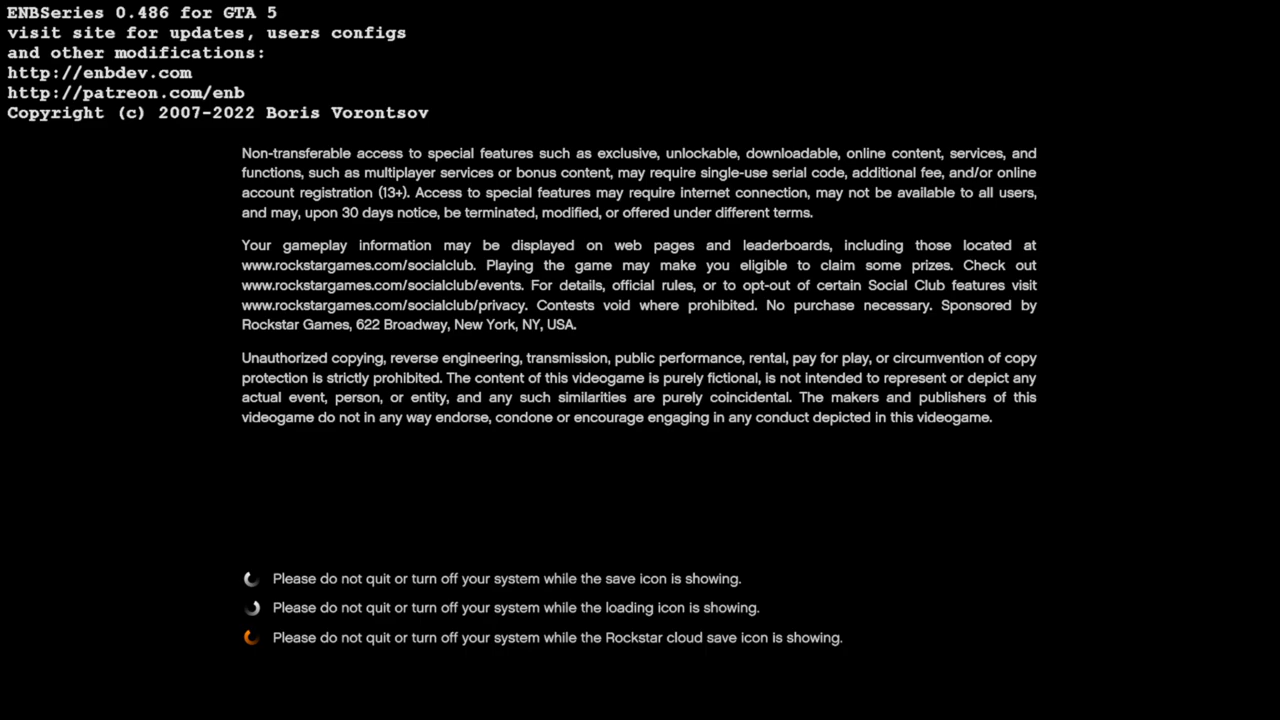 ENBSeries 0.486 for GTA 5
visit site for updates, users configs
and other modifications:
http://enbdev.com
http://patreon.com/enb
Copyright (c) 2007-2022 Boris Vorontsov
Non-transferable access to special features such as exclusive, unlockable, downloadable, online content, services, and
functions, such as multiplayer services or bonus content, may require single-use serial code, additional fee, and/or online
account registration (13+). Access to special features may require internet connection, may not be available to all users,
and may, upon 30 days notice, be terminated, modified, or offered under different terms.
Your gameplay information may be displayed on web pages and leaderboards, including those located at
www.rockstargames.com/socialclub. Playing the game may make you eligible to claim some prizes. Check out
www.rockstargames.com/socialclub/events. For details, official rules, or to opt-out of certain Social Club features visit
www.rockstargames.com/socialclub/privacy. Contests void where prohibited. No purchase necessary. Sponsored by
Rockstar Games, 622 Broadway, New York, NY, USA.
Unauthorized copying, reverse engineering, transmission, public performance, rental, pay for play, or circumvention of copy
protection is strictly prohibited. The content of this videogame is purely fictional, is not intended to represent or depict any
actual event, person, or entity, and any such similarities are purely coincidental. The makers and publishers of this
videogame do not in any way endorse, condone or encourage engaging in any conduct depicted in this videogame.
Please do not quit or turn off your system while the save icon is showing.
Please do not quit or turn off your system while the loading icon is showing.
Please do not quit or turn off your system while the Rockstar cloud save icon is showing.